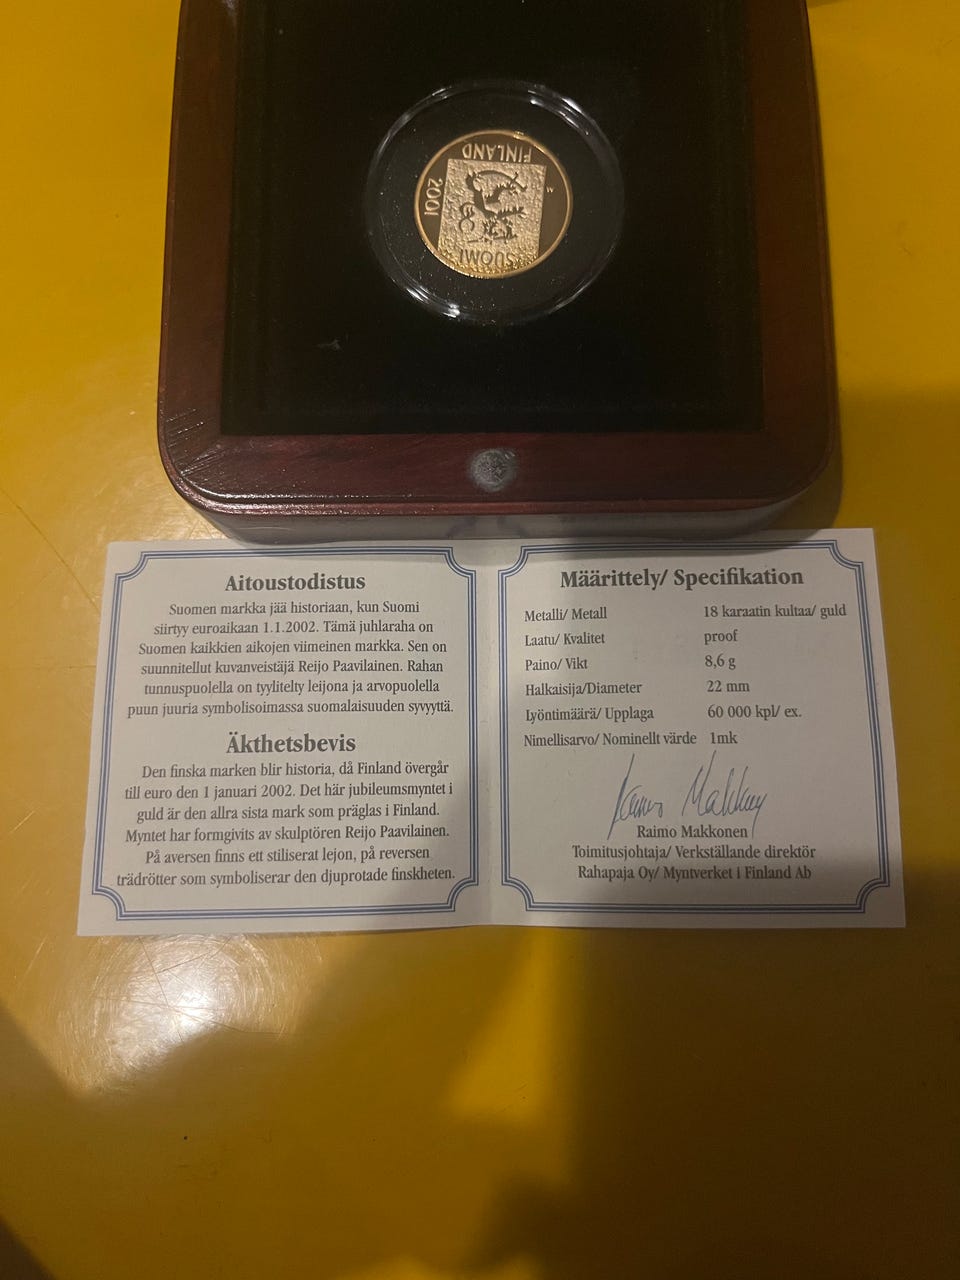 FINLAND
2001
M
SUOMI
Aitoustodistus
Suomen markka jää historiaan, kun Suomi
siirtyy euroaikaan 1.1.2002. Tämä juhlaraha on
Suomen kaikkien aikojen viimeinen markka. Sen on
suunnitellut kuvanveistäjä Reijo Paavilainen. Rahan
tunnuspuolella on tyylitelty leijona ja arvopuolella
puun juuria symbolisoimassa suomalaisuuden syvyyttä.
Äkthetsbevis
Den finska marken blir historia, då Finland övergår
till euro den 1 januari 2002. Det här jubileumsmyntet i
guld är den allra sista mark som präglas i Finland.
Myntet har formgivits av skulptören Reijo Paavilainen.
På aversen finns ett stiliserat lejon, på reversen
trädrötter som symboliserar den djuprotade finskheten.
Määrittely/ Specifikation
Metalli/ Metall 18 karaatin kultaa/ guld
Laatu/ Kvalitet proof
Paino/ Vikt 8,6 g
Halkaisija/Diameter 22 mm
Lyöntimäärä/ Upplaga 60 000 kpl/ ex.
Nimellisarvo/ Nominellt värde 1mk
Raimo Makkonen
Raimo Makkonen
Toimitusjohtaja/ Verkställande direktör
Rahapaja Oy/ Myntverket i Finland Ab